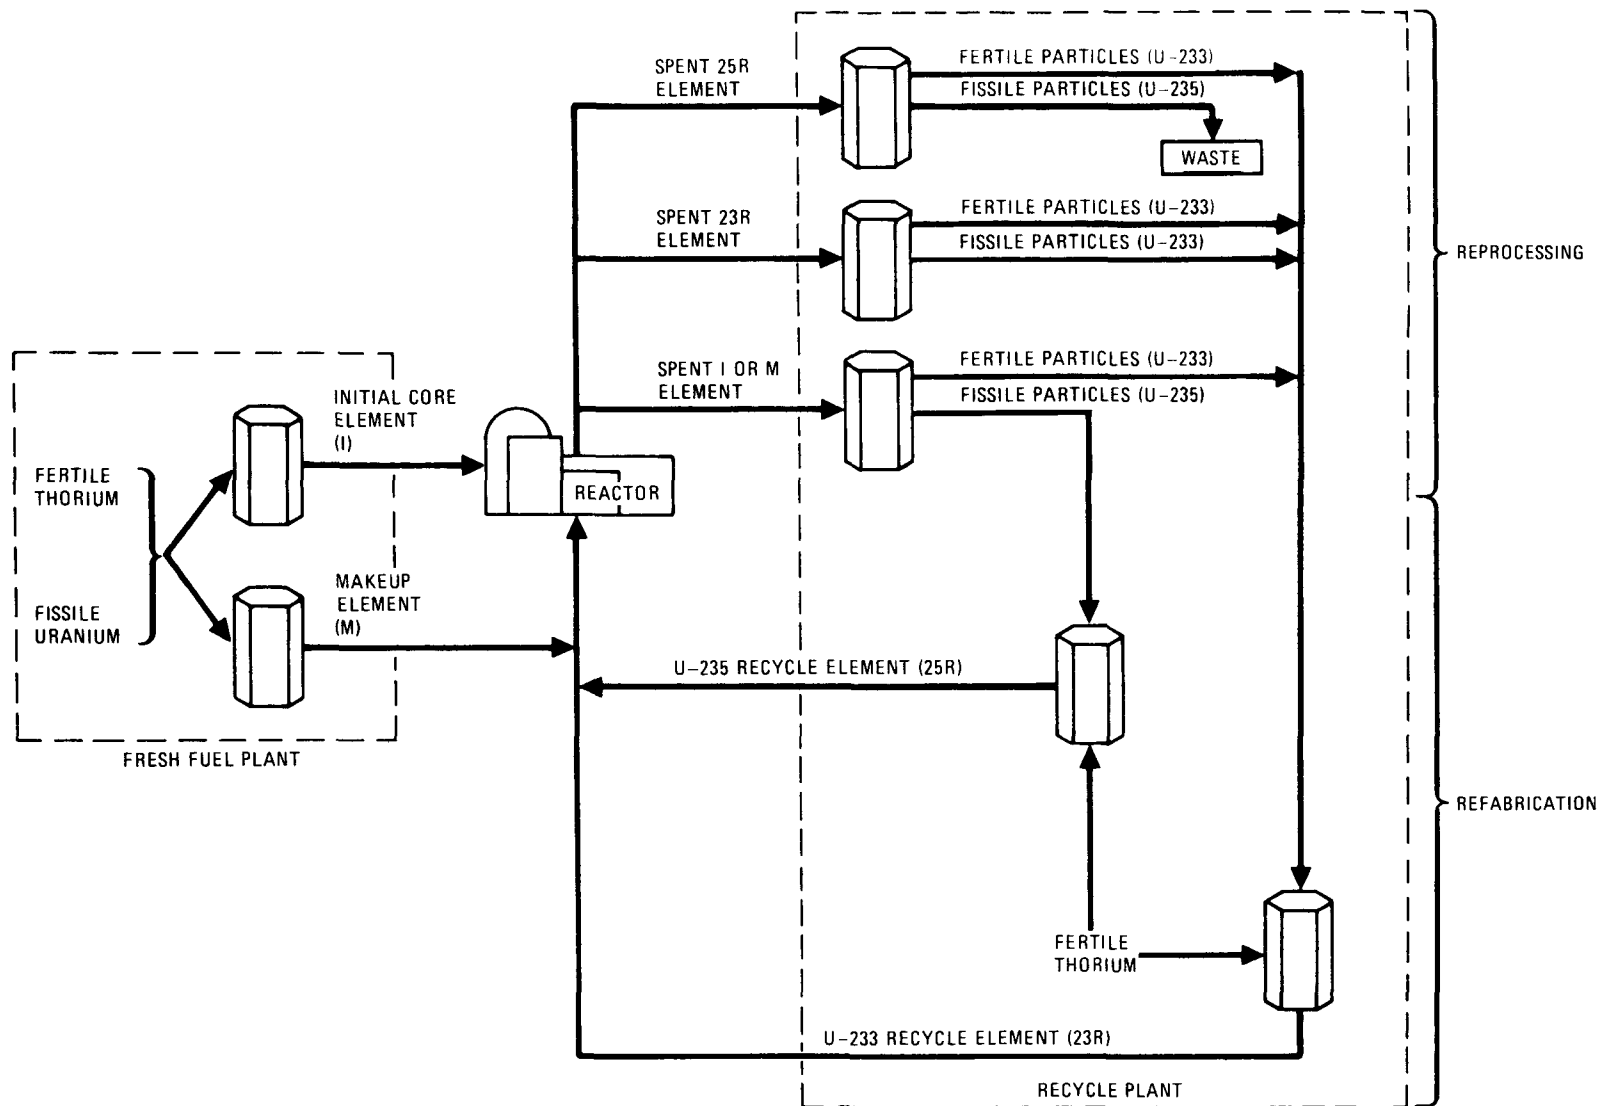 SPENT 25R
ELEMENT
FERTILE PARTICLES (U-233)
FISSILE PARTICLES (U-235)
WASTE
SPENT 23R
ELEMENT
FERTILE PARTICLES (U-233)
FISSILE PARTICLES (U-233)
REPROCESSING
SPENT I OR M
ELEMENT
FERTILE PARTICLES (U-233)
FISSILE PARTICLES (U-235)
INITIAL CORE
ELEMENT
(I)
FERTILE
THORIUM
REACTOR
MAKEUP
ELEMENT
(M)
FISSILE
URANIUM
U-235 RECYCLE ELEMENT (25R)
FRESH FUEL PLANT
REFABRICATION
FERTILE
THORIUM
U-233 RECYCLE ELEMENT (23R)
RECYCLE PLANT